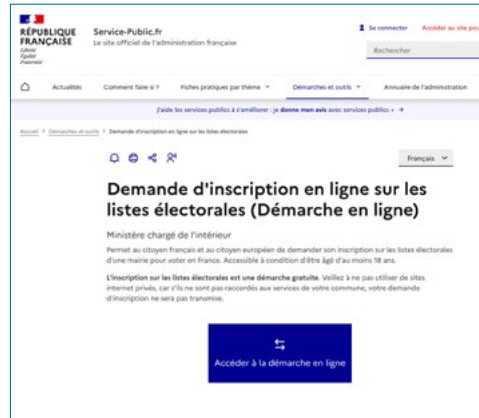 RÉPUBLIQUE
FRANÇAISE
Liberté
Égalité
Fraternité
Service-Public.fr
Le site officiel de l'administration française
Se connecter Accéder au site pou
Rechercher
Actualités Comment faire si ? Fiches pratiques par thème Démarches et outils Annuaire de l'administration
J'aide les services publics à s'améliorer : je donne mon avis avec services publics + →
Accueil > Démarches et outils > Demande d'inscription en ligne sur les listes électorales
Français
Demande d'inscription en ligne sur les
listes électorales (Démarche en ligne)
Ministère chargé de l'intérieur
Permet au citoyen français et au citoyen européen de demander son inscription sur les listes électorales
d'une mairie pour voter en France. Accessible à condition d'être âgé d'au moins 18 ans.
L'inscription sur les listes électorales est une démarche gratuite. Veillez à ne pas utiliser de sites
internet privés, car s'ils ne sont pas raccordés aux services de votre commune, votre demande
d'inscription ne sera pas transmise.
Accéder à la démarche en ligne